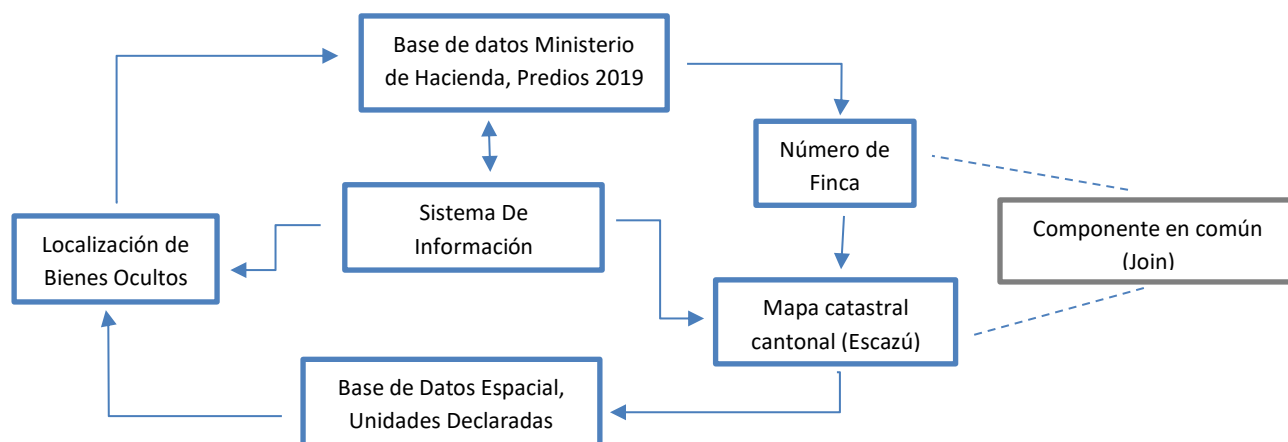 Base de datos Ministerio
de Hacienda, Predios 2019
Número de
Finca
Sistema De
Información
Componente en común
(Join)
Localización de
Bienes Ocultos
Mapa catastral
cantonal (Escazú)
Base de Datos Espacial,
Unidades Declaradas